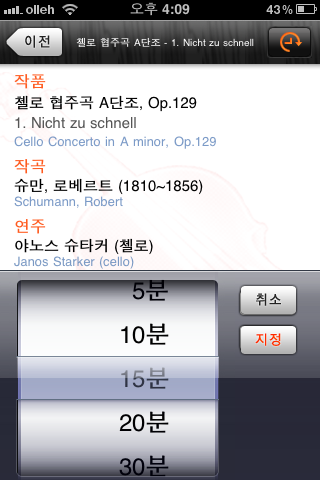 olleh 오후 4:09 43%
이전
첼로 협주곡 A단조 - 1. Nicht zu schnell
작품
첼로 협주곡 A단조, Op.129
1. Nicht zu schnell
Cello Concerto in A minor, Op.129
작곡
슈만, 로베르트 (1810~1856)
Schumann, Robert
연주
야노스 슈타커 (첼로)
Janos Starker (cello)
5분
10분
15분
20분
30분
취소
지정